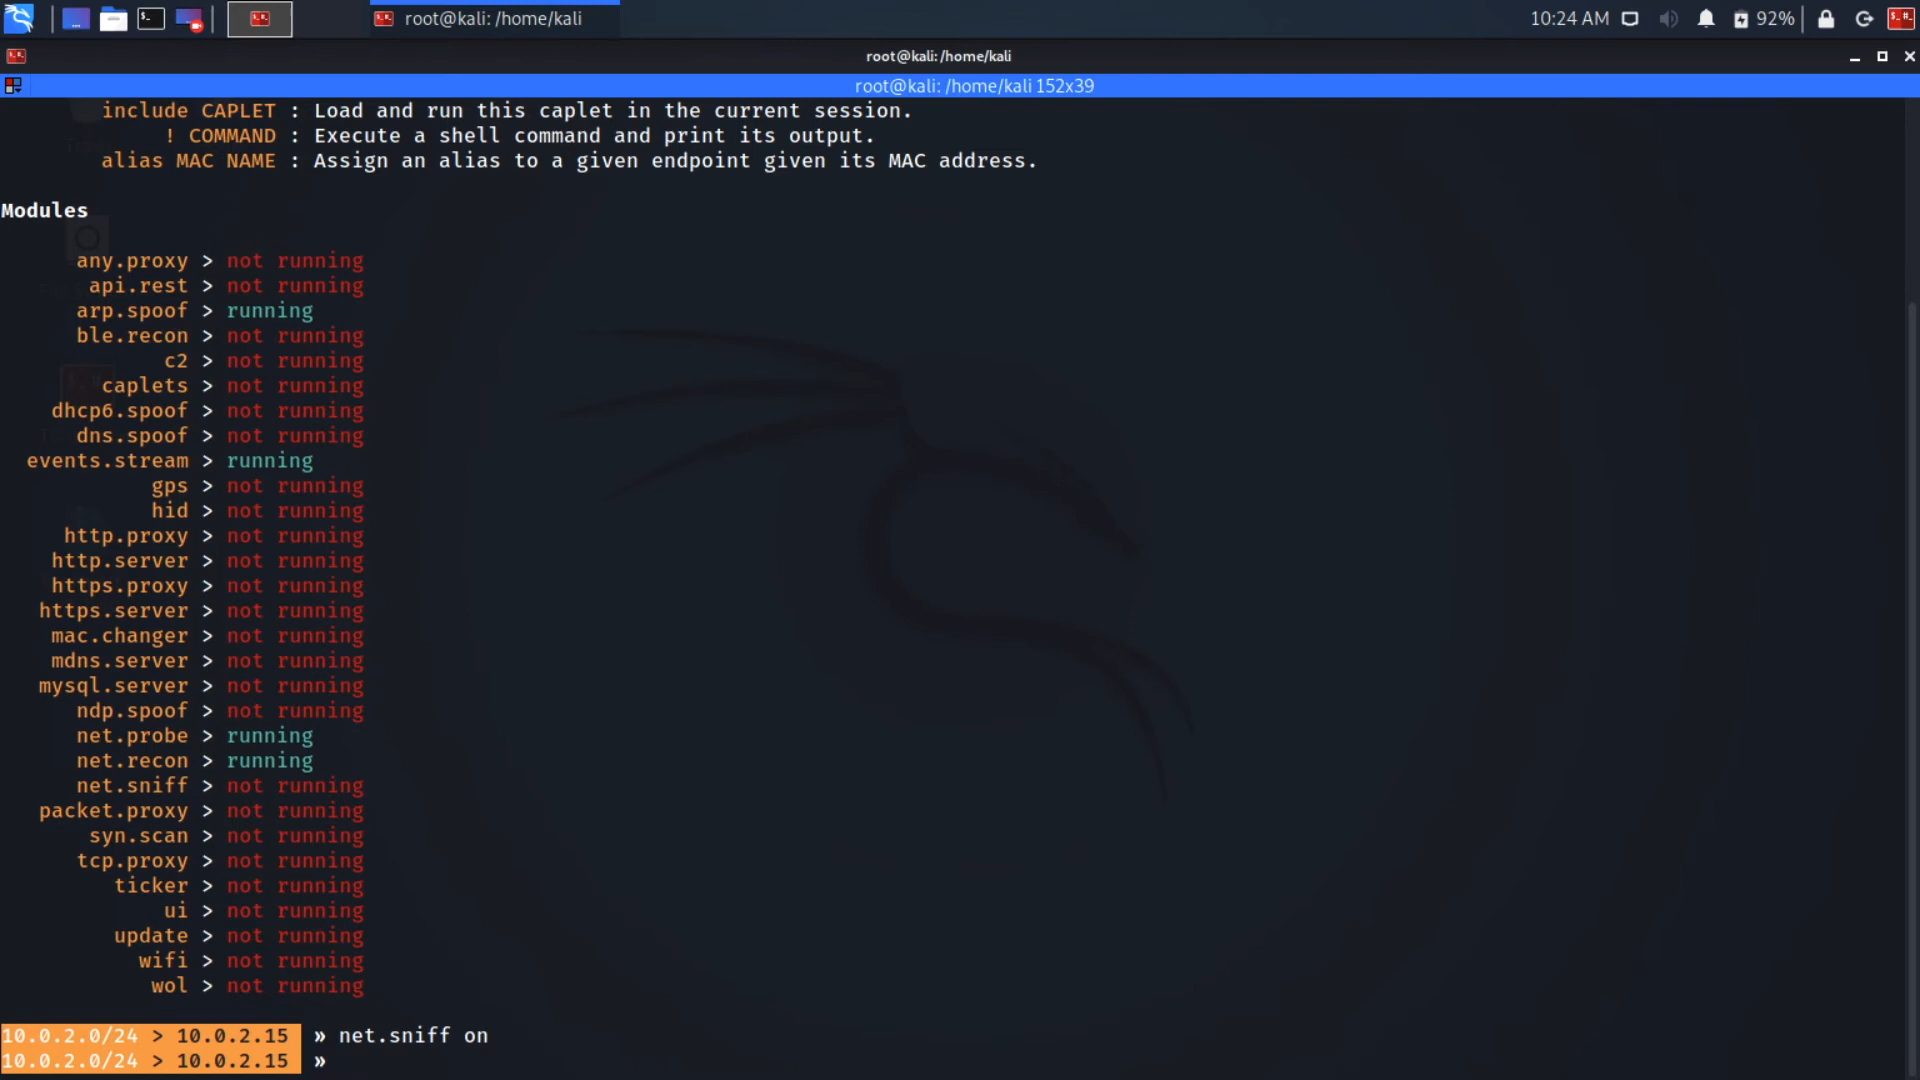 root@kali: /home/kali
10:24 AM
92%
root@kali: /home/kali
root@kali: /home/kali 152x39
include CAPLET : Load and run this caplet in the current session.
! COMMAND : Execute a shell command and print its output.
alias MAC NAME : Assign an alias to a given endpoint given its MAC address.
Modules
any.proxy > not running
api.rest > not running
arp.spoof > running
ble.recon > not running
c2 > not running
caplets > not running
dhcp6.spoof > not running
dns.spoof > not running
events.stream > running
gps > not running
hid > not running
http.proxy > not running
http.server > not running
https.proxy > not running
https.server > not running
mac.changer > not running
mdns.server > not running
mysql.server > not running
ndp.spoof > not running
net.probe > running
net.recon > running
net.sniff > not running
packet.proxy > not running
syn.scan > not running
tcp.proxy > not running
ticker > not running
ui > not running
update > not running
wifi > not running
wol > not running
10.0.2.0/24 > 10.0.2.15 » net.sniff on
10.0.2.0/24 > 10.0.2.15 »